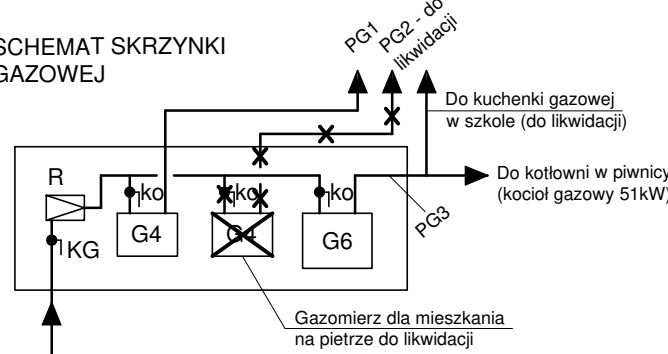 SCHEMAT SKRZYNKI
GAZOWEJ
PG1
PG2 - do
likwidacji
Do kuchenki gazowej
w szkole (do likwidacji)
Do kotłowni w piwnicy
(kocioł gazowy 51kW)
PG3
R
ko
ko
ko
G4
G4
G6
KG
Gazomierz dla mieszkania
na pietrze do likwidacji